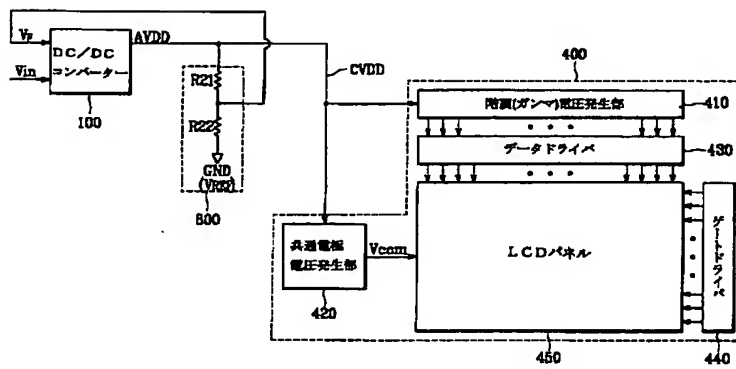 400
CVDD
AVDD
VF
Vin
DC/DC
コンバーター
100
R21
R22
GND
(VREF)
階調(ガンマ)電圧発生部
410
データドライバ
430
共通電極
電圧発生部
Vcom
420
LCDパネル
450
ゲートドライバ
440